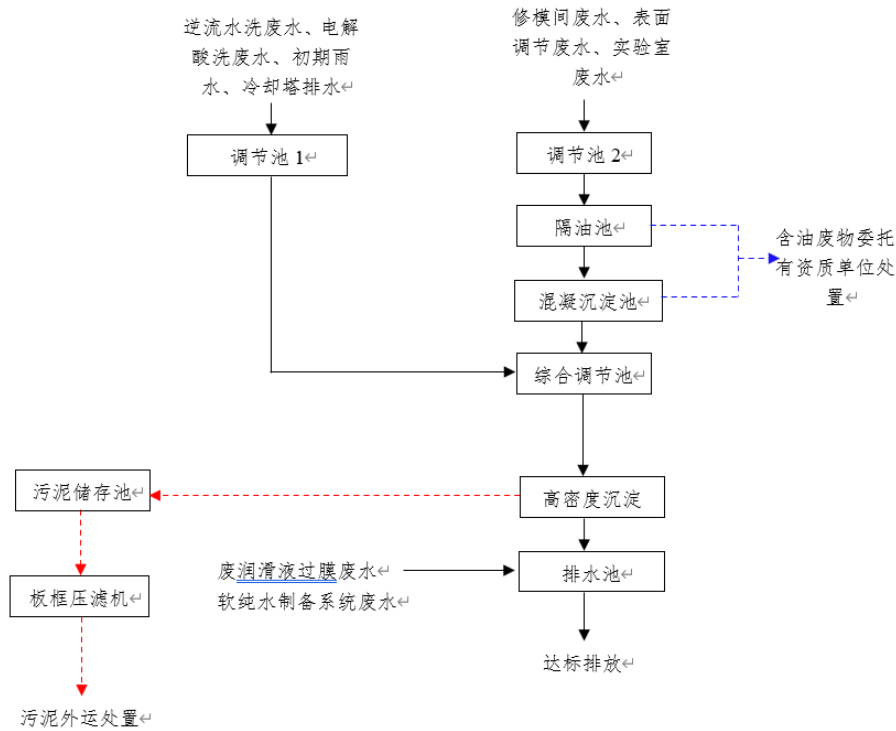 逆流水洗废水、电解
酸洗废水、初期雨
水、冷却塔排水↵
修模间废水、表面
调节废水、实验室
废水↵
调节池 1↵
调节池 2↵
隔油池↵
含油废物委托
有资质单位处
置↵
混凝沉淀池↵
综合调节池↵
污泥储存池↵
高密度沉淀
废润滑液过膜废水↵
软纯水制备系统废水↵
排水池↵
板框压滤机↵
达标排放↵
污泥外运处置↵